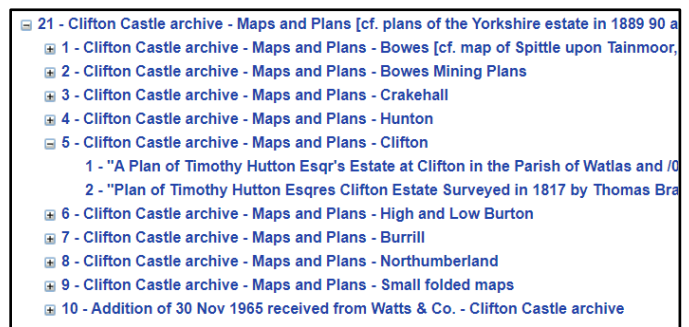 21 - Clifton Castle archive - Maps and Plans [cf. plans of the Yorkshire estate in 1889 90 a
1 - Clifton Castle archive - Maps and Plans - Bowes [cf. map of Spittle upon Tainmoor,
2 - Clifton Castle archive - Maps and Plans - Bowes Mining Plans
3 - Clifton Castle archive - Maps and Plans - Crakehall
4 - Clifton Castle archive - Maps and Plans - Hunton
5 - Clifton Castle archive - Maps and Plans - Clifton
1 - "A Plan of Timothy Hutton Esqr's Estate at Clifton in the Parish of Watlas and /0
2 - "Plan of Timothy Hutton Esqres Clifton Estate Surveyed in 1817 by Thomas Bra
6 - Clifton Castle archive - Maps and Plans - High and Low Burton
7 - Clifton Castle archive - Maps and Plans - Burrill
8 - Clifton Castle archive - Maps and Plans - Northumberland
9 - Clifton Castle archive - Maps and Plans - Small folded maps
10 - Addition of 30 Nov 1965 received from Watts & Co. - Clifton Castle archive